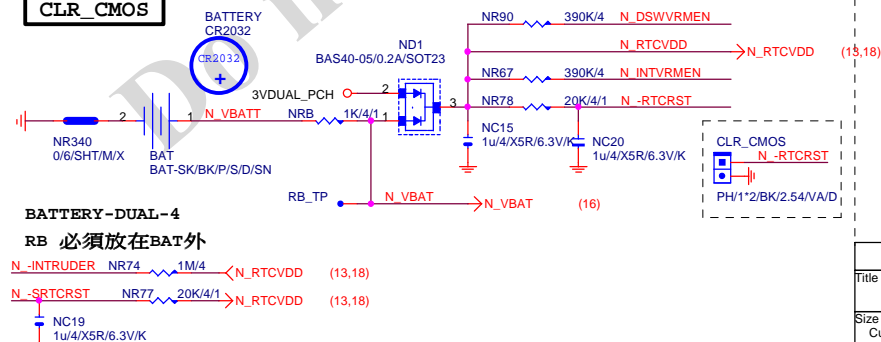 CLR_CMOS
BATTERY
CR2032
CR2032
+
Do n
ND1
BAS40-05/0.2A/SOT23
3VDUAL_PCH
2
1
3
NR90 390K/4 N_DSWVRMEN
N_RTCVDD N_RTCVDD (13,18)
NR67 390K/4 N_INTVRMEN
NR78 20K/4/1 N_-RTCRST
2 1 N_VBATT NRB 1K/4/1
NR340
0/6/SHT/M/X
BAT
BAT-SK/BK/P/S/D/SN
NC15
1u/4/X5R/6.3V/K
NC20
1u/4/X5R/6.3V/K
CLR_CMOS
N_-RTCRST
PH/1*2/BK/2.54/VA/D
RB_TP N_VBAT N_VBAT (16)
BATTERY-DUAL-4
RB 必須放在BAT外
N_-INTRUDER NR74 1M/4 N_RTCVDD (13,18)
N_-SRTCRST NR77 20K/4/1 N_RTCVDD (13,18)
NC19
1u/4/X5R/6.3V/K
Title
Size
Cu